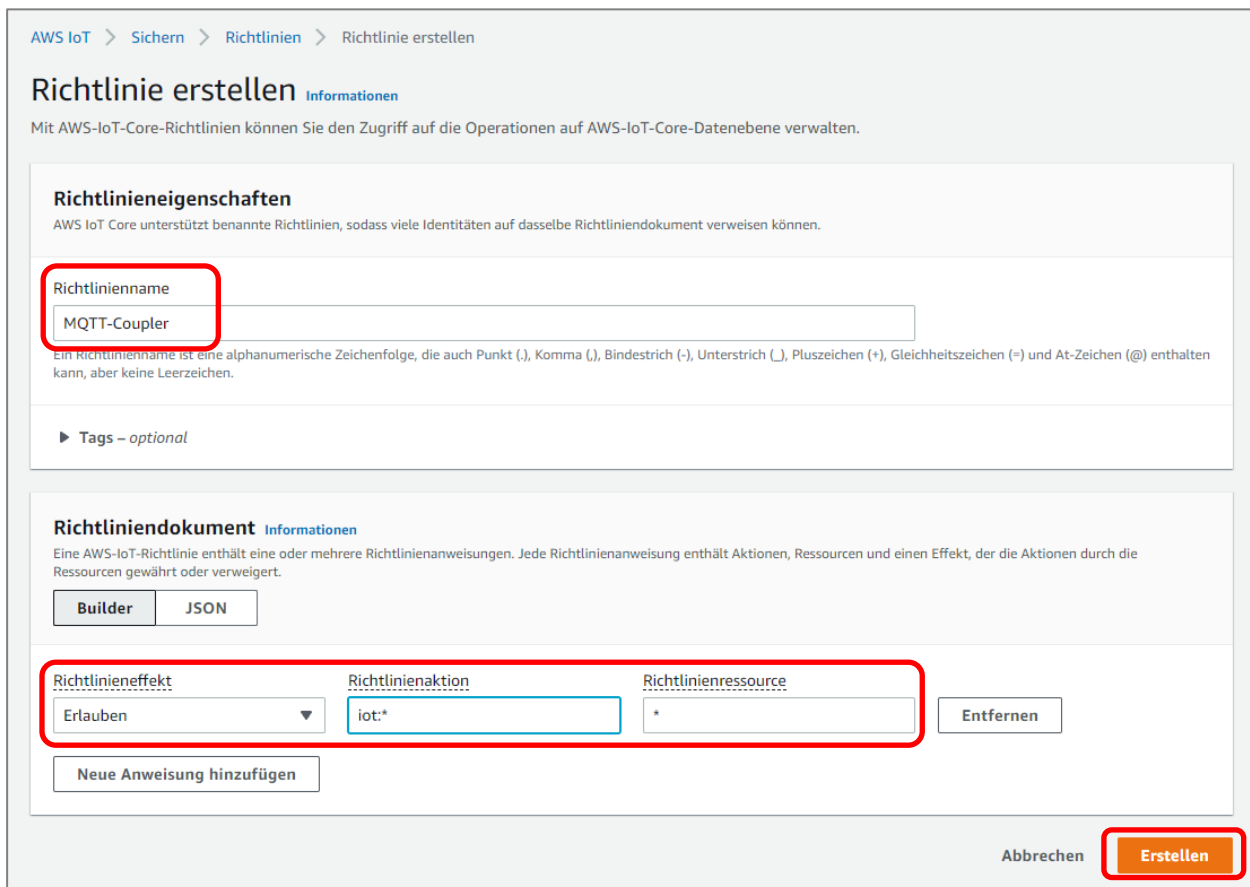 AWS IoT > Sichern > Richtlinien > Richtlinie erstellen
Richtlinie erstellen Informationen
Mit AWS-IoT-Core-Richtlinien können Sie den Zugriff auf die Operationen auf AWS-IoT-Core-Datenebene verwalten.
Richtlinieneigenschaften
AWS IoT Core unterstützt benannte Richtlinien, sodass viele Identitäten auf dasselbe Richtliniendokument verweisen können.
Richtlinienname
MQTT-Coupler
Ein Richtlinienname ist eine alphanumerische Zeichenfolge, die auch Punkt (.), Komma (,), Bindestrich (-), Unterstrich (_), Pluszeichen (+), Gleichheitszeichen (=) und At-Zeichen (@) enthalten
kann, aber keine Leerzeichen.
Tags – optional
Richtliniendokument Informationen
Eine AWS-IoT-Richtlinie enthält eine oder mehrere Richtlinienanweisungen. Jede Richtlinienanweisung enthält Aktionen, Ressourcen und einen Effekt, der die Aktionen durch die
Ressourcen gewährt oder verweigert.
Builder JSON
Richtlinieneffekt Richtlinienaktion Richtlinienressource
Erlauben iot:* * Entfernen
Neue Anweisung hinzufügen
Abbrechen Erstellen